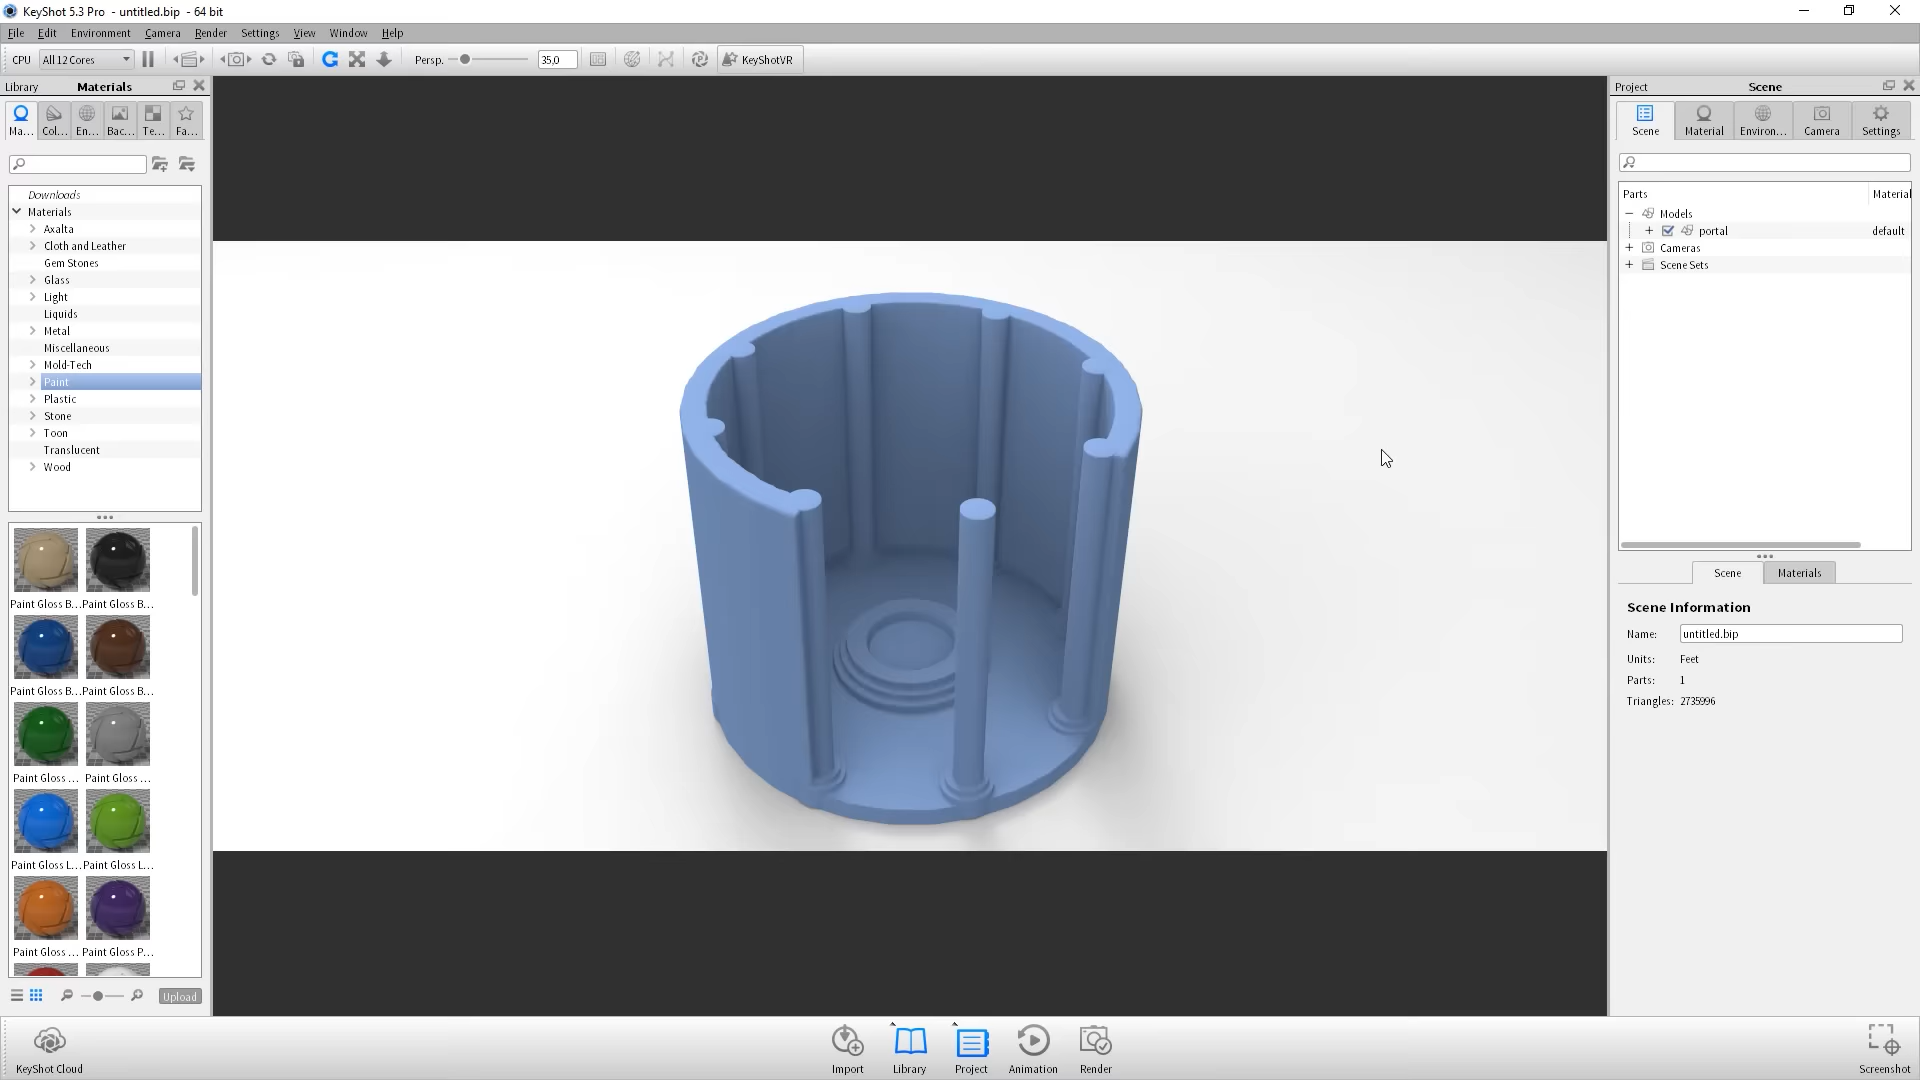 KeyShot 5.3 Pro - untitled.bip - 64 bit
File Edit Environment Camera Render Settings View Window Help
CPU All 12 Cores Persp. 35,0 KeyShotVR
Library Materials
Ma... Col... En... Bac... Te... Fa...
Downloads
Materials
Axalta
Cloth and Leather
Gem Stones
Glass
Light
Liquids
Metal
Miscellaneous
Mold-Tech
Paint
Plastic
Stone
Toon
Translucent
Wood
Paint Gloss B... Paint Gloss B...
Paint Gloss B... Paint Gloss B...
Paint Gloss ... Paint Gloss ...
Paint Gloss L... Paint Gloss L...
Paint Gloss ... Paint Gloss P...
Upload
Project Scene
Scene Material Environ... Camera Settings
Parts Material
Models
portal default
Cameras
Scene Sets
Scene Materials
Scene Information
Name: untitled.bip
Units: Feet
Parts: 1
Triangles: 2735996
KeyShot Cloud Import Library Project Animation Render Screenshot